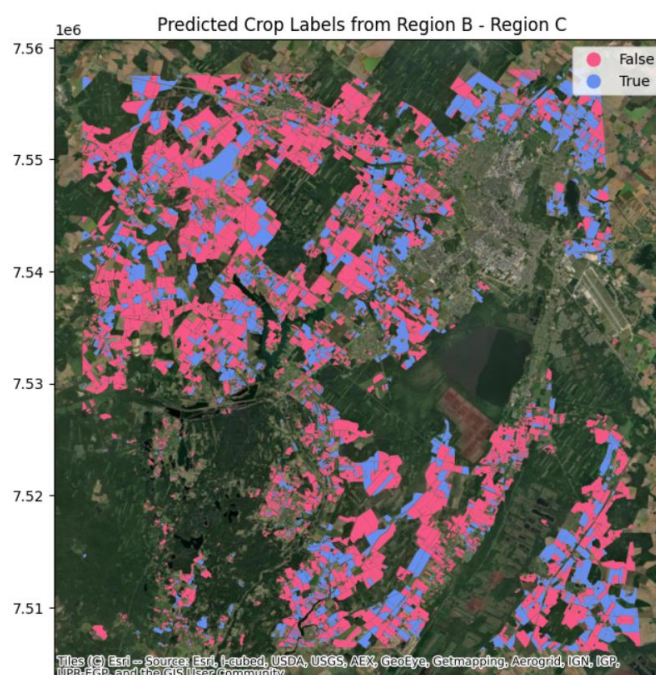 Predicted Crop Labels from Region B - Region C
1e6
False
True
7.56
7.55
7.54
7.53
7.52
7.51
Tiles (C) Esri -- Source: Esri, i-cubed, USDA, USGS, AEX, GeoEye, Getmapping, Aerogrid, IGN, IGP,
UPR-EGP, and the GIS User Community